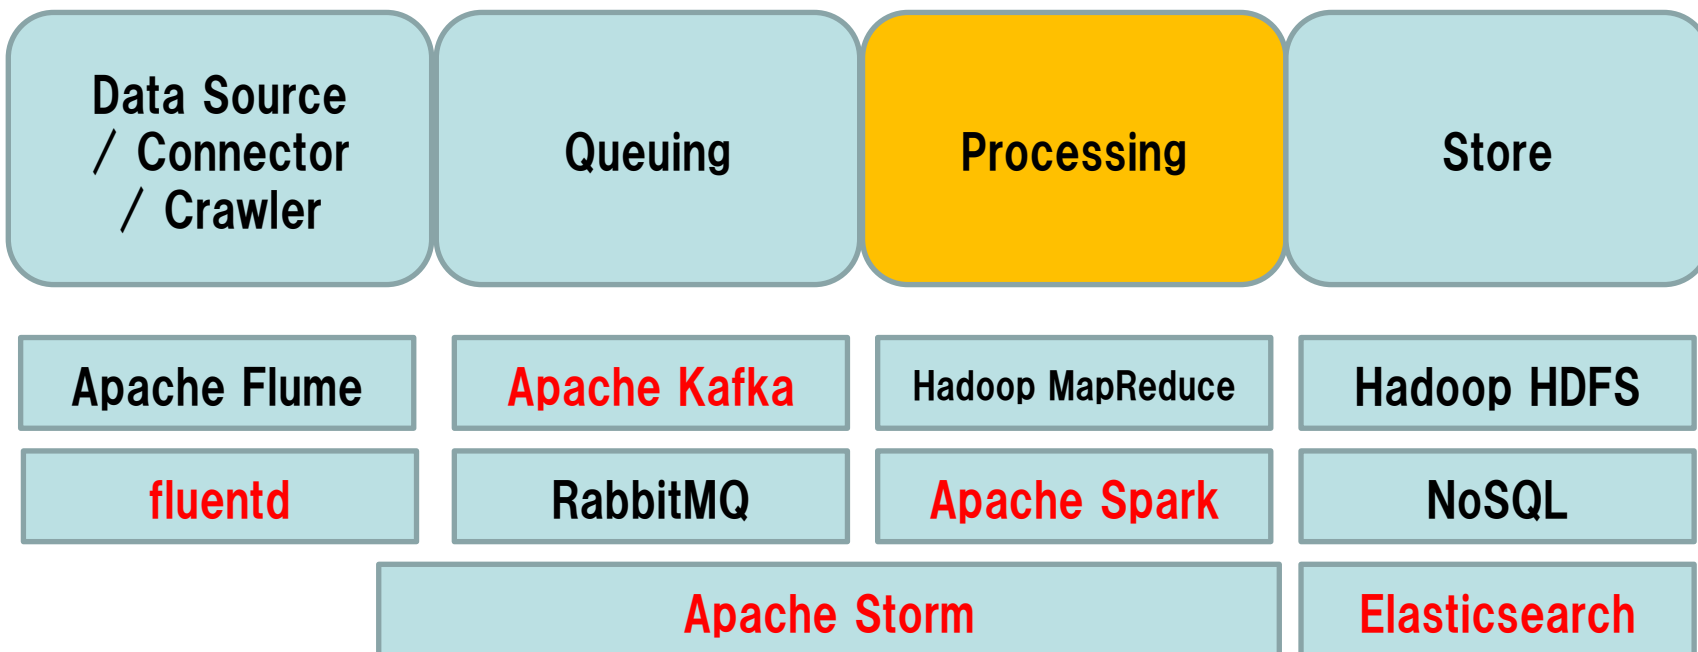 Data Source
/ Connector
/ Crawler
Queuing
Processing
Store
Apache Flume
Apache Kafka
Hadoop MapReduce
Hadoop HDFS
fluentd
RabbitMQ
Apache Spark
NoSQL
Apache Storm
Elasticsearch